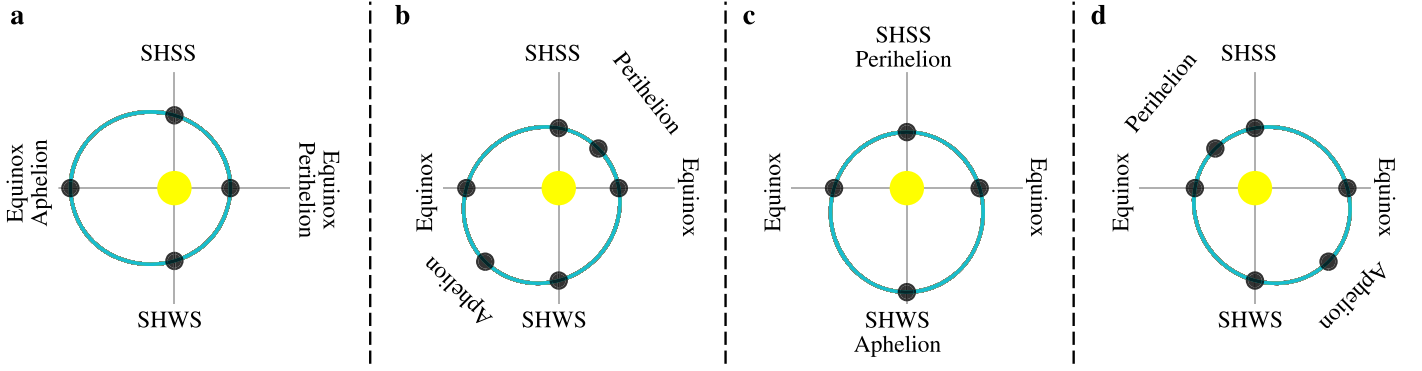 a
SHSS
Equinox
Aphelion
Equinox
Perihelion
SHWS
b
SHSS
Perihelion
Equinox
Equinox
Aphelion
SHWS
c
SHSS
Perihelion
Equinox
Equinox
SHWS
Aphelion
d
SHSS
Perihelion
Equinox
Equinox
Aphelion
SHWS